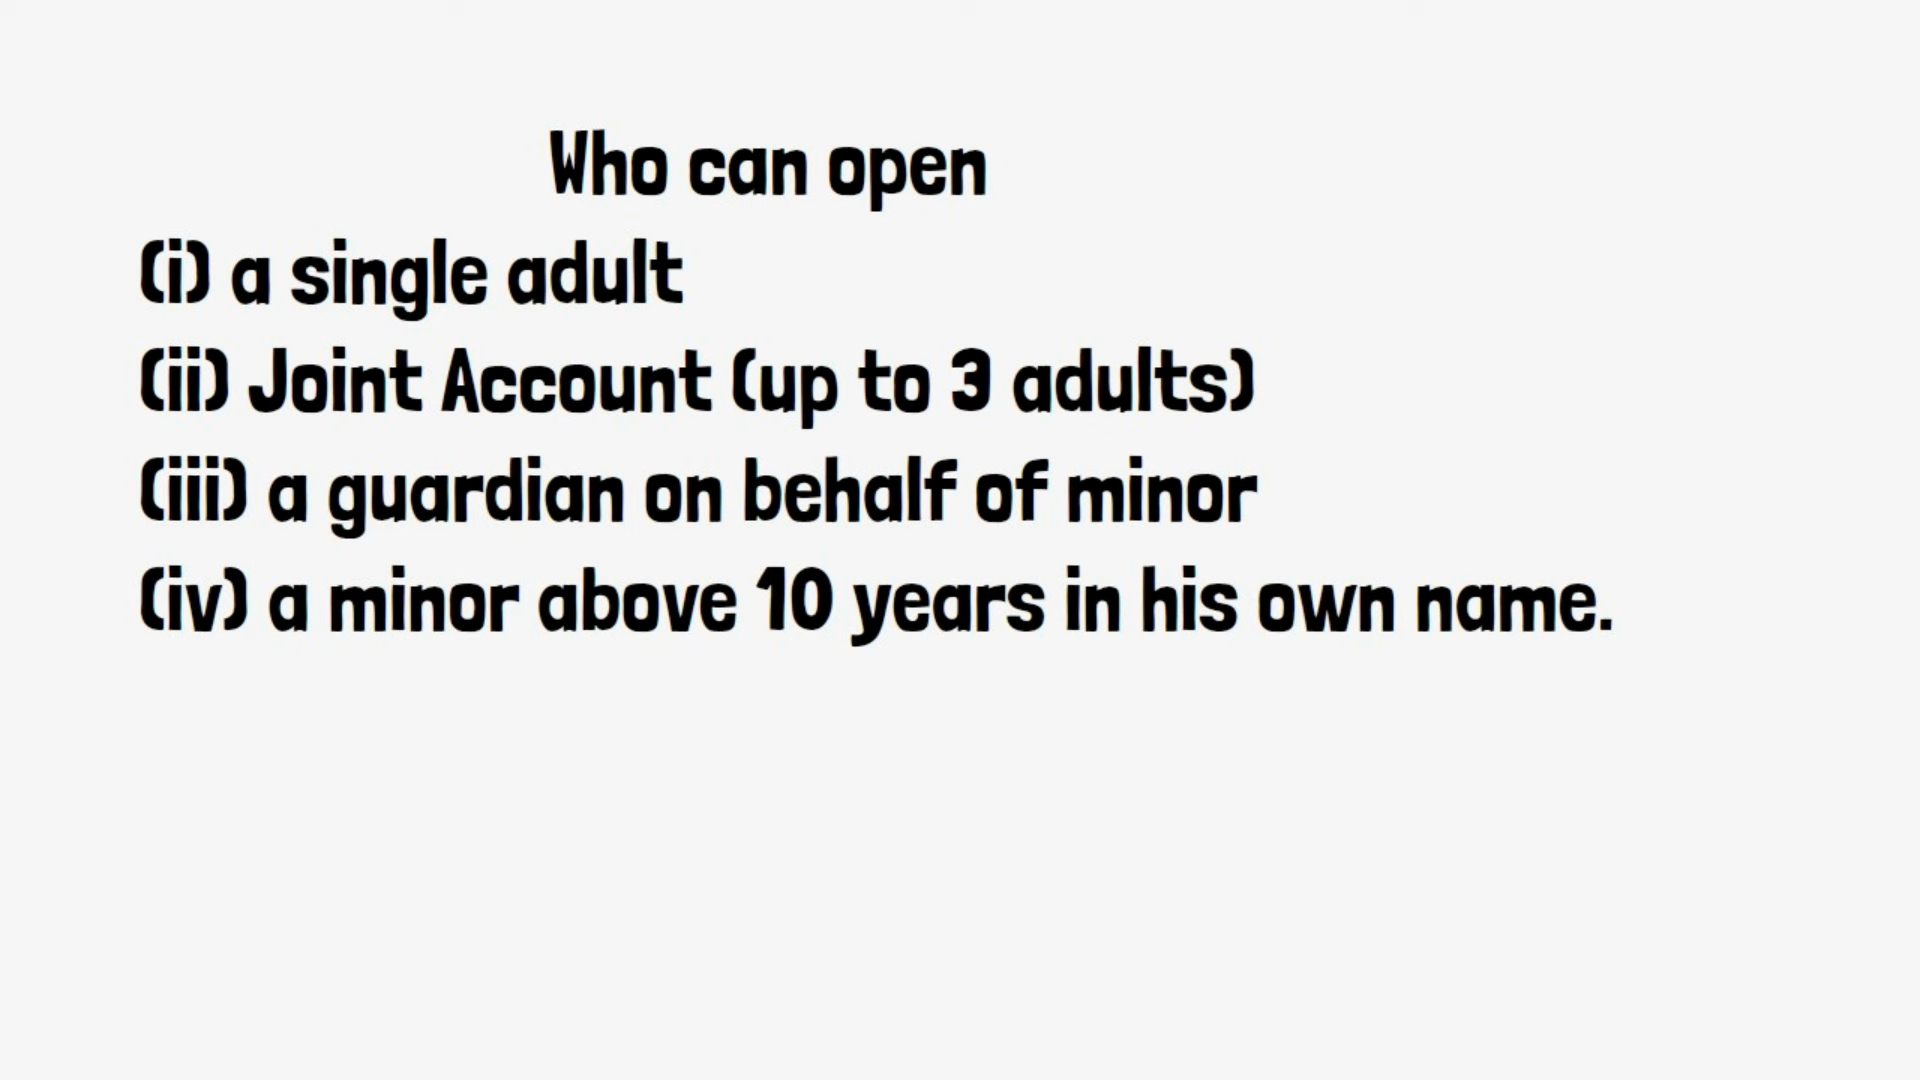 Who can open
(i) a single adult
(ii) Joint Account (up to 3 adults)
(iii) a guardian on behalf of minor
(iv) a minor above 10 years in his own name.